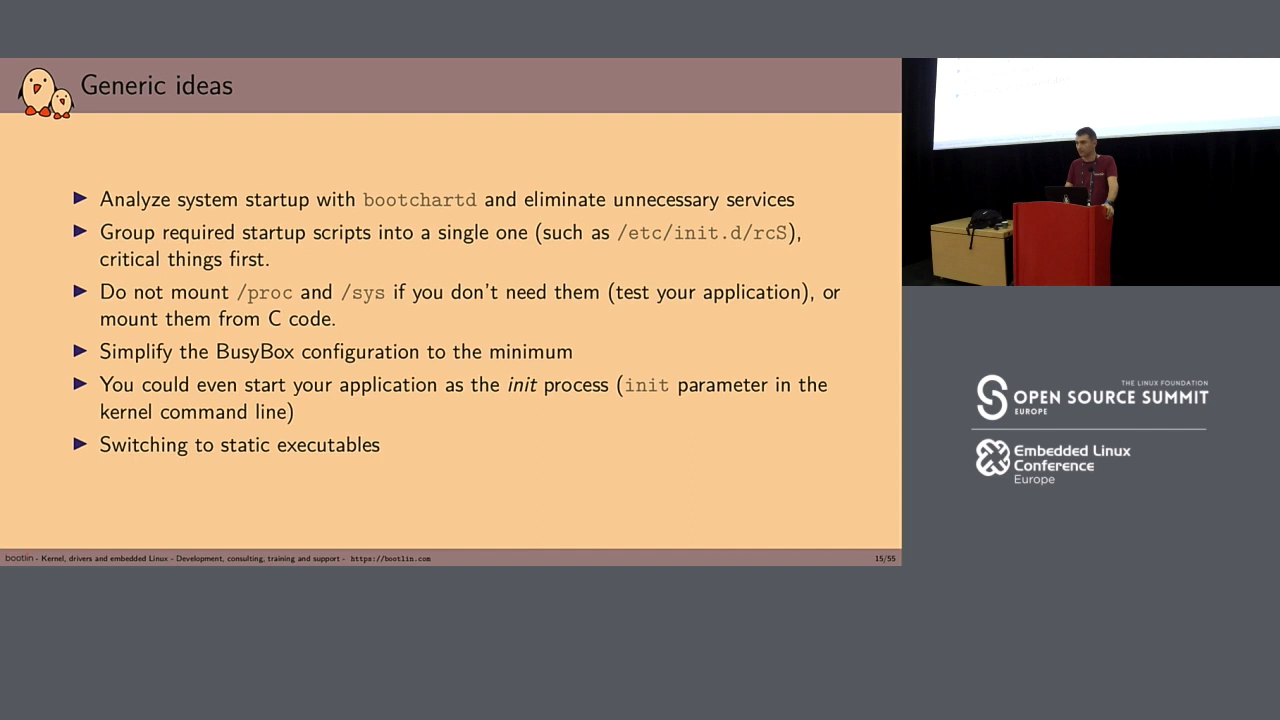 Generic ideas
▶ Analyze system startup with bootchartd and eliminate unnecessary services
▶ Group required startup scripts into a single one (such as /etc/init.d/rcS),
critical things first.
▶ Do not mount /proc and /sys if you don't need them (test your application), or
mount them from C code.
▶ Simplify the BusyBox configuration to the minimum
▶ You could even start your application as the init process (init parameter in the
kernel command line)
▶ Switching to static executables
bootlin - Kernel, drivers and embedded Linux - Development, consulting, training and support - https://bootlin.com
15/55
THE LINUX FOUNDATION
OPEN SOURCE SUMMIT
EUROPE
Embedded Linux
Conference
Europe